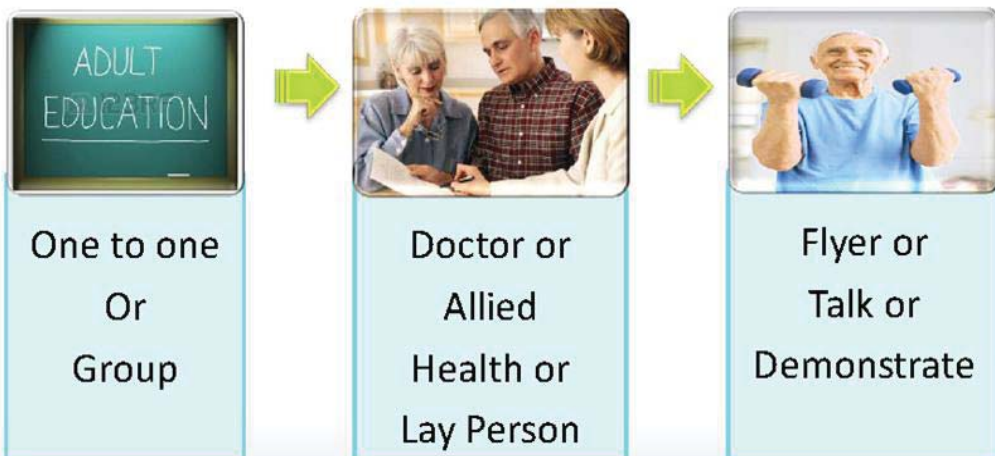 ADULT
EDUCATION
One to one
Or
Group
Doctor or
Allied
Health or
Lay Person
Flyer or
Talk or
Demonstrate